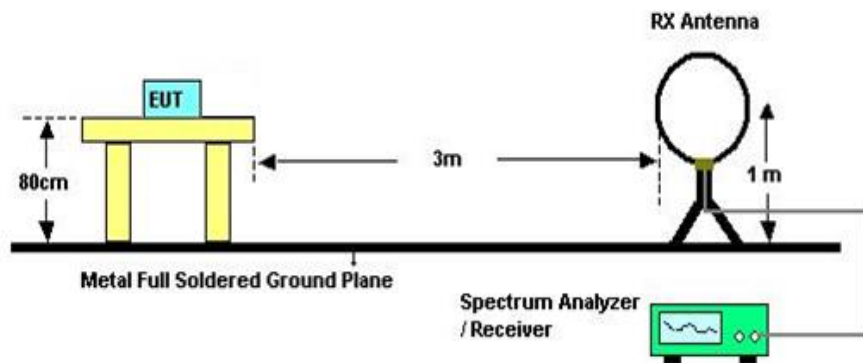 RX Antenna
EUT
3m
80cm
1 m
Metal Full Soldered Ground Plane
Spectrum Analyzer
/ Receiver